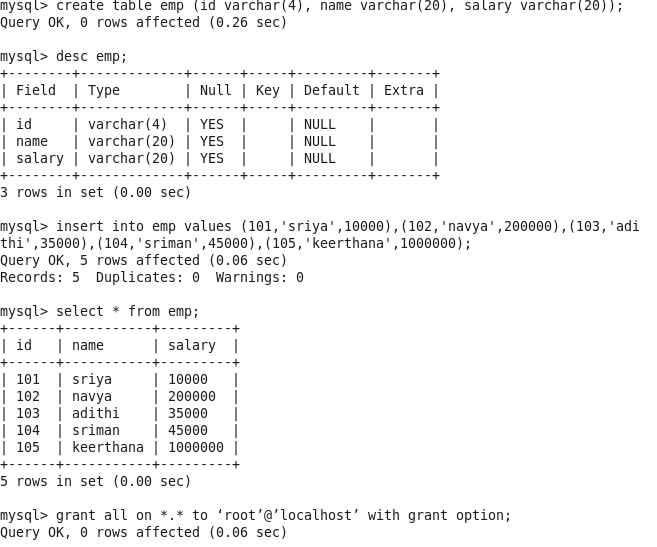 mysql> create table emp (id varchar(4), name varchar(20), salary varchar(20));
Query OK, 0 rows affected (0.26 sec)

mysql> desc emp;
+--------+-------------+------+-----+---------+-------+
| Field  | Type        | Null | Key | Default | Extra |
+--------+-------------+------+-----+---------+-------+
| id     | varchar(4)  | YES  |     | NULL    |       |
| name   | varchar(20) | YES  |     | NULL    |       |
| salary | varchar(20) | YES  |     | NULL    |       |
+--------+-------------+------+-----+---------+-------+
3 rows in set (0.00 sec)

mysql> insert into emp values (101,'sriya',10000),(102,'navya',200000),(103,'adi
thi',35000),(104,'sriman',45000),(105,'keerthana',1000000);
Query OK, 5 rows affected (0.06 sec)
Records: 5  Duplicates: 0  Warnings: 0

mysql> select * from emp;
+------+-----------+---------+
| id   | name      | salary  |
+------+-----------+---------+
| 101  | sriya     | 10000   |
| 102  | navya     | 200000  |
| 103  | adithi    | 35000   |
| 104  | sriman    | 45000   |
| 105  | keerthana | 1000000 |
+------+-----------+---------+
5 rows in set (0.00 sec)

mysql> grant all on *.* to ‘root’@’localhost’ with grant option;
Query OK, 0 rows affected (0.06 sec)